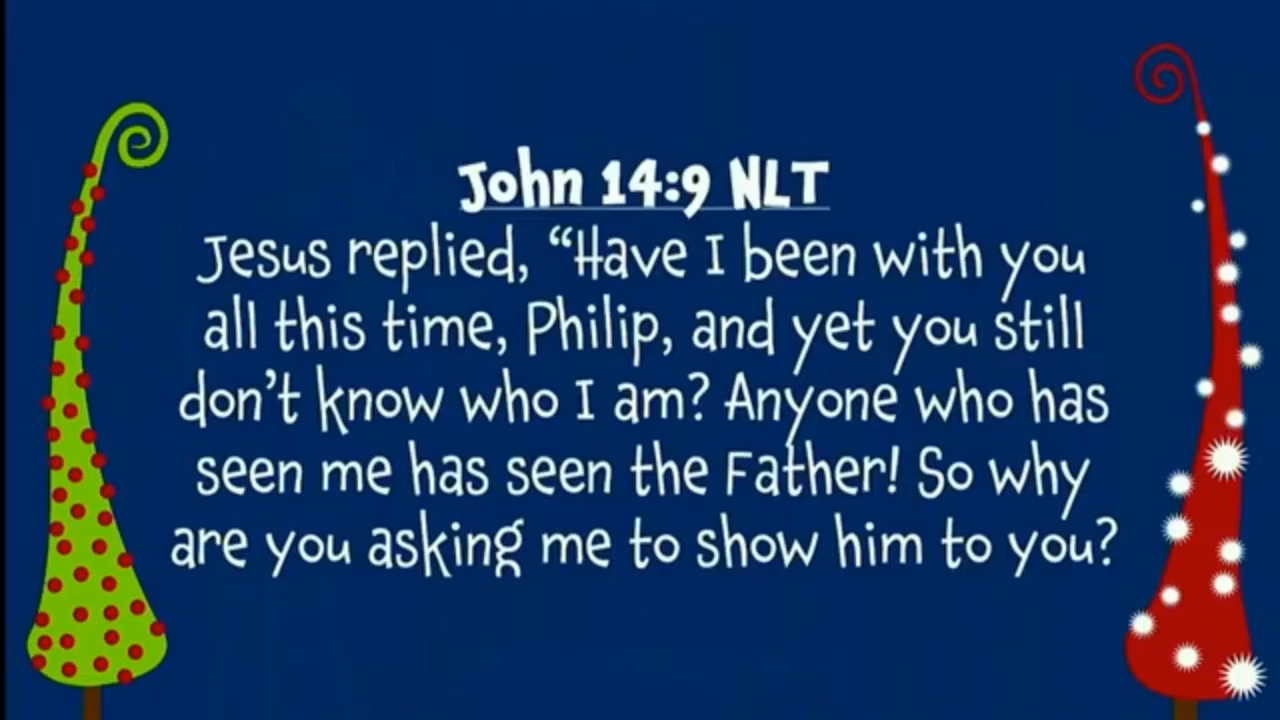 John 14:9 NLT
Jesus replied, “Have I been with you
all this time, Philip, and yet you still
don’t know who I am? Anyone who has
seen me has seen the Father! So why
are you asking me to show him to you?